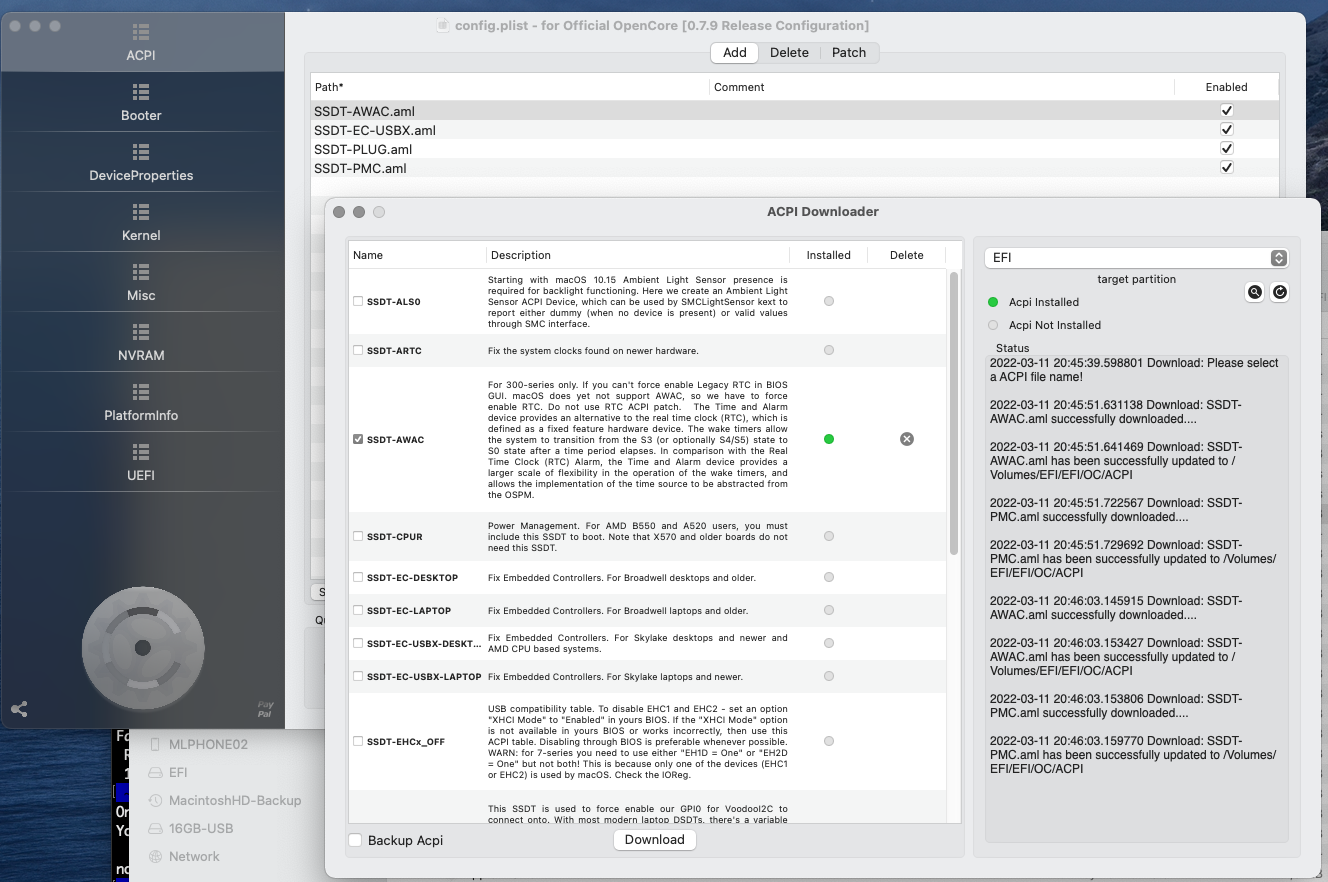 config.plist - for Official OpenCore [0.7.9 Release Configuration]
ACPI
Booter
DeviceProperties
Kernel
Misc
NVRAM
PlatformInfo
UEFI
Pay
Pal
Add Delete Patch
Path* Comment Enabled
SSDT-AWAC.aml
SSDT-EC-USBX.aml
SSDT-PLUG.aml
SSDT-PMC.aml
ACPI Downloader
Name Description Installed Delete
SSDT-ALS0
Starting with macOS 10.15 Ambient Light Sensor presence is
required for backlight functioning. Here we create an Ambient Light
Sensor ACPI Device, which can be used by SMCLightSensor kext to
report either dummy (when no device is present) or valid values
through SMC interface.
SSDT-ARTC
Fix the system clocks found on newer hardware.
SSDT-AWAC
For 300-series only. If you can't force enable Legacy RTC in BIOS
GUI. macOS does yet not support AWAC, so we have to force
enable RTC. Do not use RTC ACPI patch. The Time and Alarm
device provides an alternative to the real time clock (RTC), which is
defined as a fixed feature hardware device. The wake timers allow
the system to transition from the S3 (or optionally S4/S5) state to
S0 state after a time period elapses. In comparison with the Real
Time Clock (RTC) Alarm, the Time and Alarm device provides a
larger scale of flexibility in the operation of the wake timers, and
allows the implementation of the time source to be abstracted from
the OSPM.
SSDT-CPUR
Power Management. For AMD B550 and A520 users, you must
include this SSDT to boot. Note that X570 and older boards do not
need this SSDT.
SSDT-EC-DESKTOP
Fix Embedded Controllers. For Broadwell desktops and older.
SSDT-EC-LAPTOP
Fix Embedded Controllers. For Broadwell laptops and older.
SSDT-EC-USBX-DESKT...
Fix Embedded Controllers. For Skylake desktops and newer and
AMD CPU based systems.
SSDT-EC-USBX-LAPTOP
Fix Embedded Controllers. For Skylake laptops and newer.
SSDT-EHCx_OFF
USB compatibility table. To disable EHC1 and EHC2 - set an option
"XHCI Mode" to "Enabled" in yours BIOS. If the "XHCI Mode" option
is not available in yours BIOS or works incorrectly, then use this
ACPI table. Disabling through BIOS is preferable whenever possible.
WARN: for 7-series you need to use either "EH1D = One" or "EH2D
= One" but not both! This is because only one of the devices (EHC1
or EHC2) is used by macOS. Check the IOReg.
This SSDT is used to force enable our GPI0 for VoodooI2C to
connect onto. With most modern laptop DSDTs, there's a variable
Backup Acpi
Download
EFI
target partition
Acpi Installed
Acpi Not Installed
Status
2022-03-11 20:45:39.598801 Download: Please select
a ACPI file name!
2022-03-11 20:45:51.631138 Download: SSDT-
AWAC.aml successfully downloaded....
2022-03-11 20:45:51.641469 Download: SSDT-
AWAC.aml has been successfully updated to /
Volumes/EFI/EFI/OC/ACPI
2022-03-11 20:45:51.722567 Download: SSDT-
PMC.aml successfully downloaded....
2022-03-11 20:45:51.729692 Download: SSDT-
PMC.aml has been successfully updated to /Volumes/
EFI/EFI/OC/ACPI
2022-03-11 20:46:03.145915 Download: SSDT-
AWAC.aml successfully downloaded....
2022-03-11 20:46:03.153427 Download: SSDT-
AWAC.aml has been successfully updated to /
Volumes/EFI/EFI/OC/ACPI
2022-03-11 20:46:03.153806 Download: SSDT-
PMC.aml successfully downloaded....
2022-03-11 20:46:03.159770 Download: SSDT-
PMC.aml has been successfully updated to /Volumes/
EFI/EFI/OC/ACPI
MLPHONE02
EFI
MacintoshHD-Backup
16GB-USB
Network